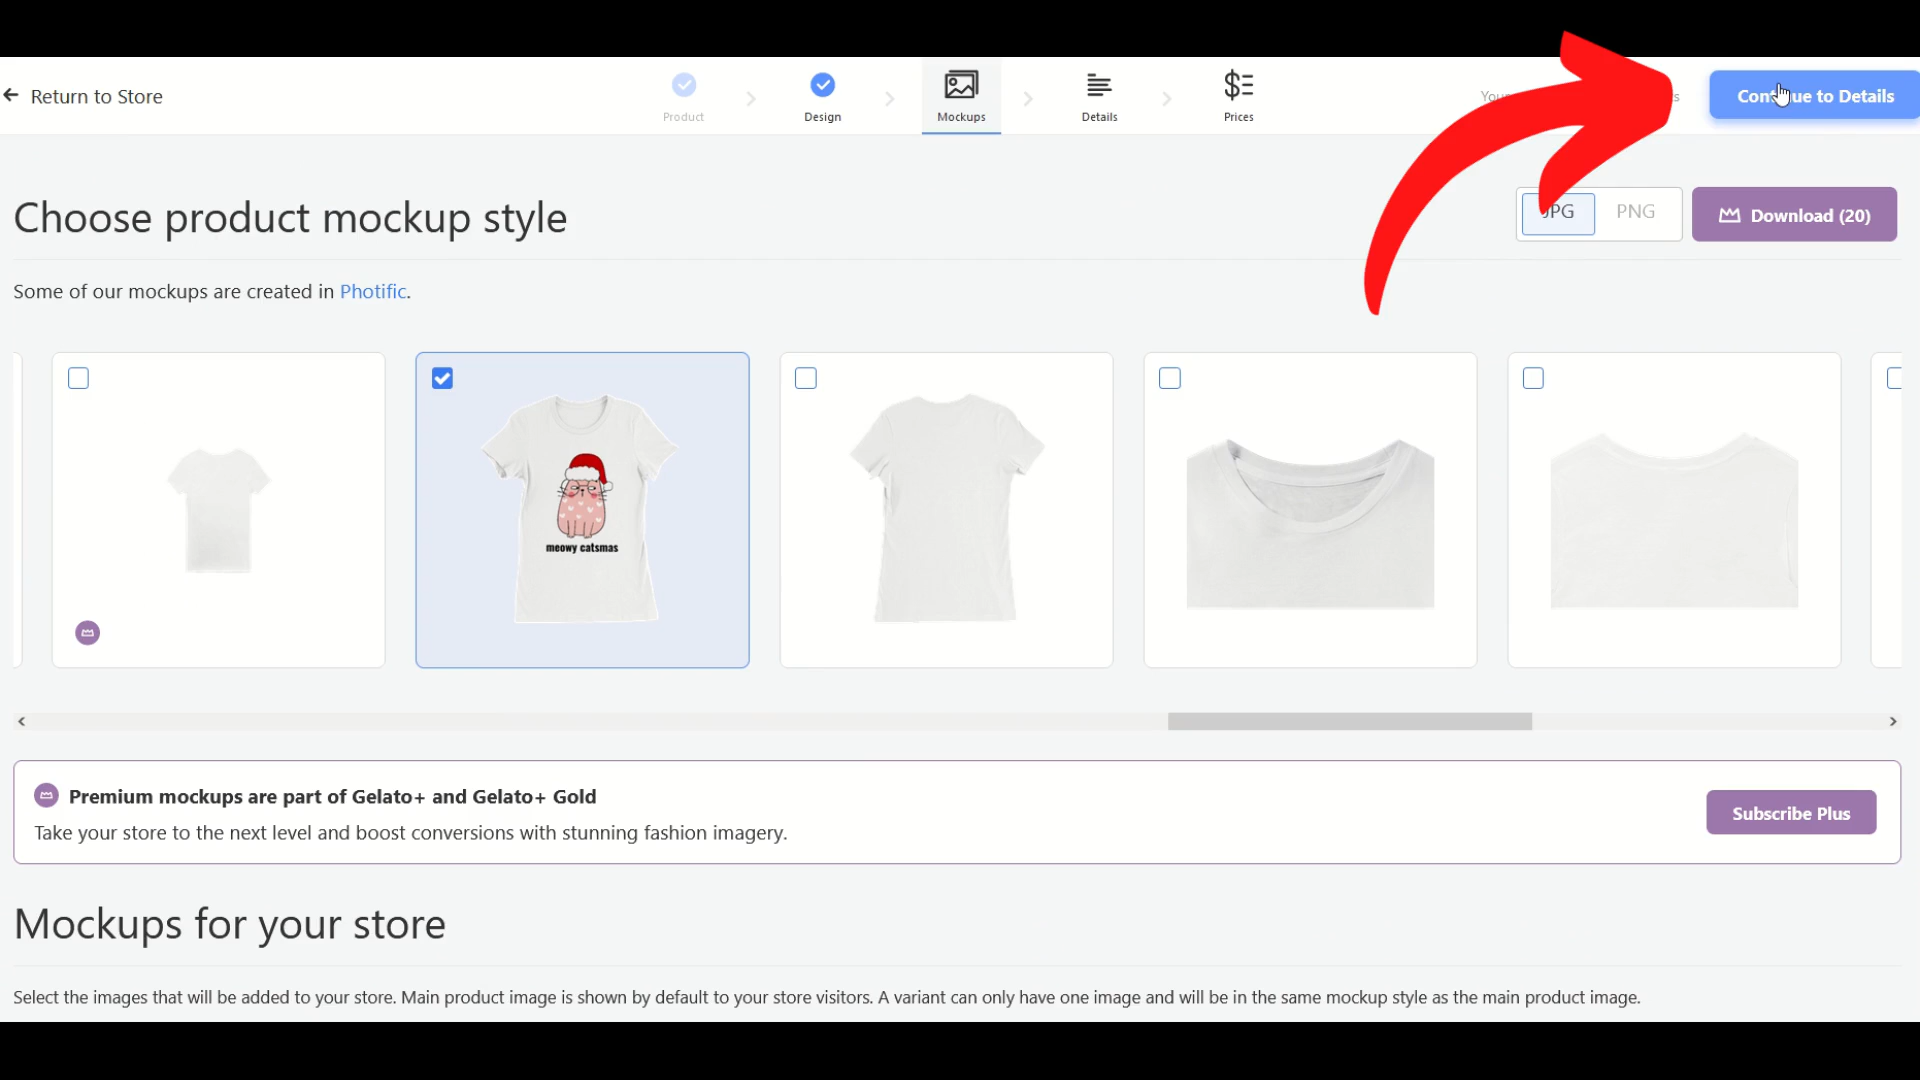 Return to Store
Product
Design
Mockups
Details
Prices
Continue to Details
Choose product mockup style
JPG
PNG
Download (20)
Some of our mockups are created in Photific.
meowy catsmas
Premium mockups are part of Gelato+ and Gelato+ Gold
Take your store to the next level and boost conversions with stunning fashion imagery.
Subscribe Plus
Mockups for your store
Select the images that will be added to your store. Main product image is shown by default to your store visitors. A variant can only have one image and will be in the same mockup style as the main product image.